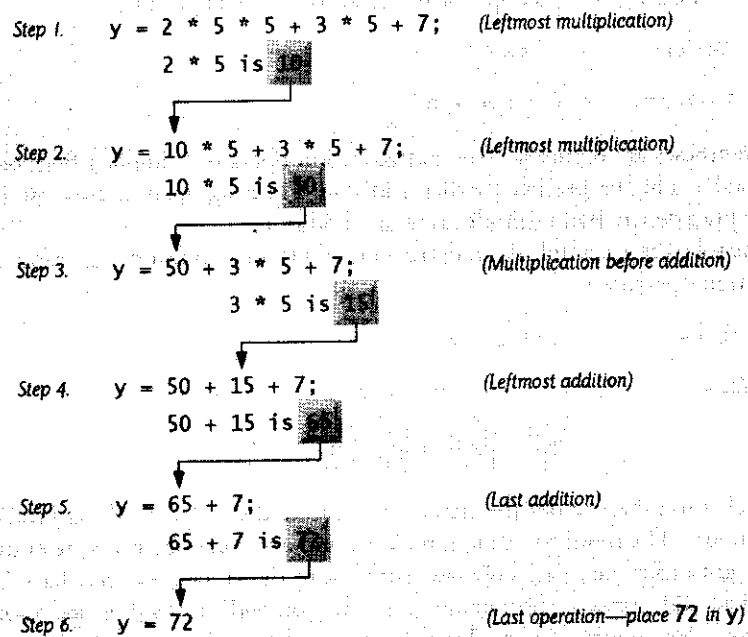 Step 1. y = 2 * 5 * 5 + 3 * 5 + 7; (Leftmost multiplication)
2 * 5 is 10
Step 2. y = 10 * 5 + 3 * 5 + 7; (Leftmost multiplication)
10 * 5 is 50
Step 3. y = 50 + 3 * 5 + 7; (Multiplication before addition)
3 * 5 is 15
Step 4. y = 50 + 15 + 7; (Leftmost addition)
50 + 15 is 65
Step 5. y = 65 + 7; (Last addition)
65 + 7 is 72
Step 6. y = 72 (Last operation—place 72 in y)